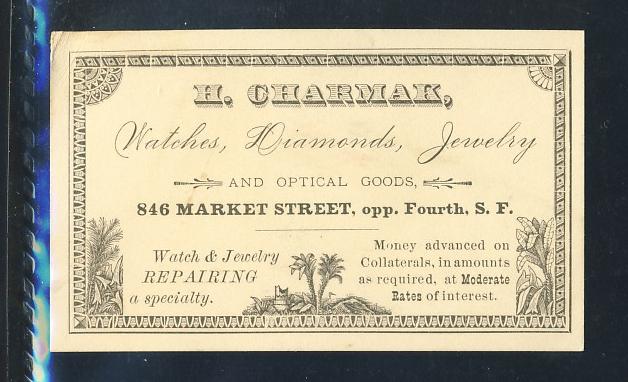 H. CHARMAK,
Watches, Diamonds, Jewelry
AND OPTICAL GOODS,
846 MARKET STREET, opp. Fourth, S. F.
Watch & Jewelry
REPAIRING
a specialty.
Money advanced on
Collaterals, in amounts
as required, at Moderate
Rates of interest.